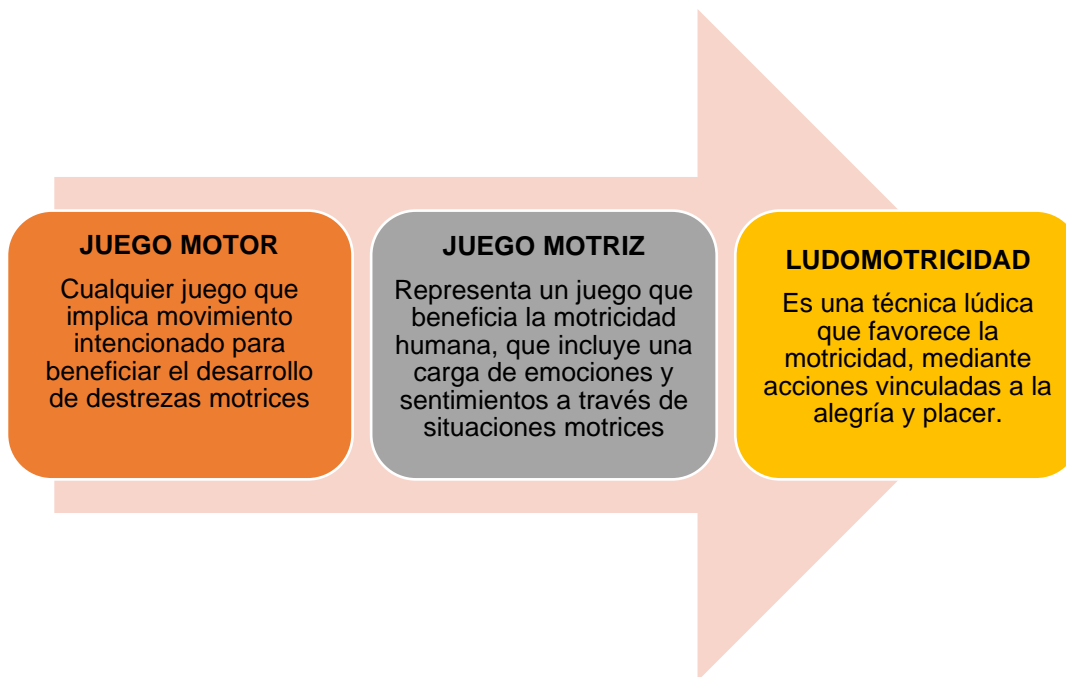 JUEGO MOTOR
Cualquier juego que
implica movimiento
intencionado para
beneficiar el desarrollo
de destrezas motrices
JUEGO MOTRIZ
Representa un juego que
beneficia la motricidad
humana, que incluye una
carga de emociones y
sentimientos a través de
situaciones motrices
LUDOMOTRICIDAD
Es una técnica lúdica
que favorece la
motricidad, mediante
acciones vinculadas a la
alegría y placer.